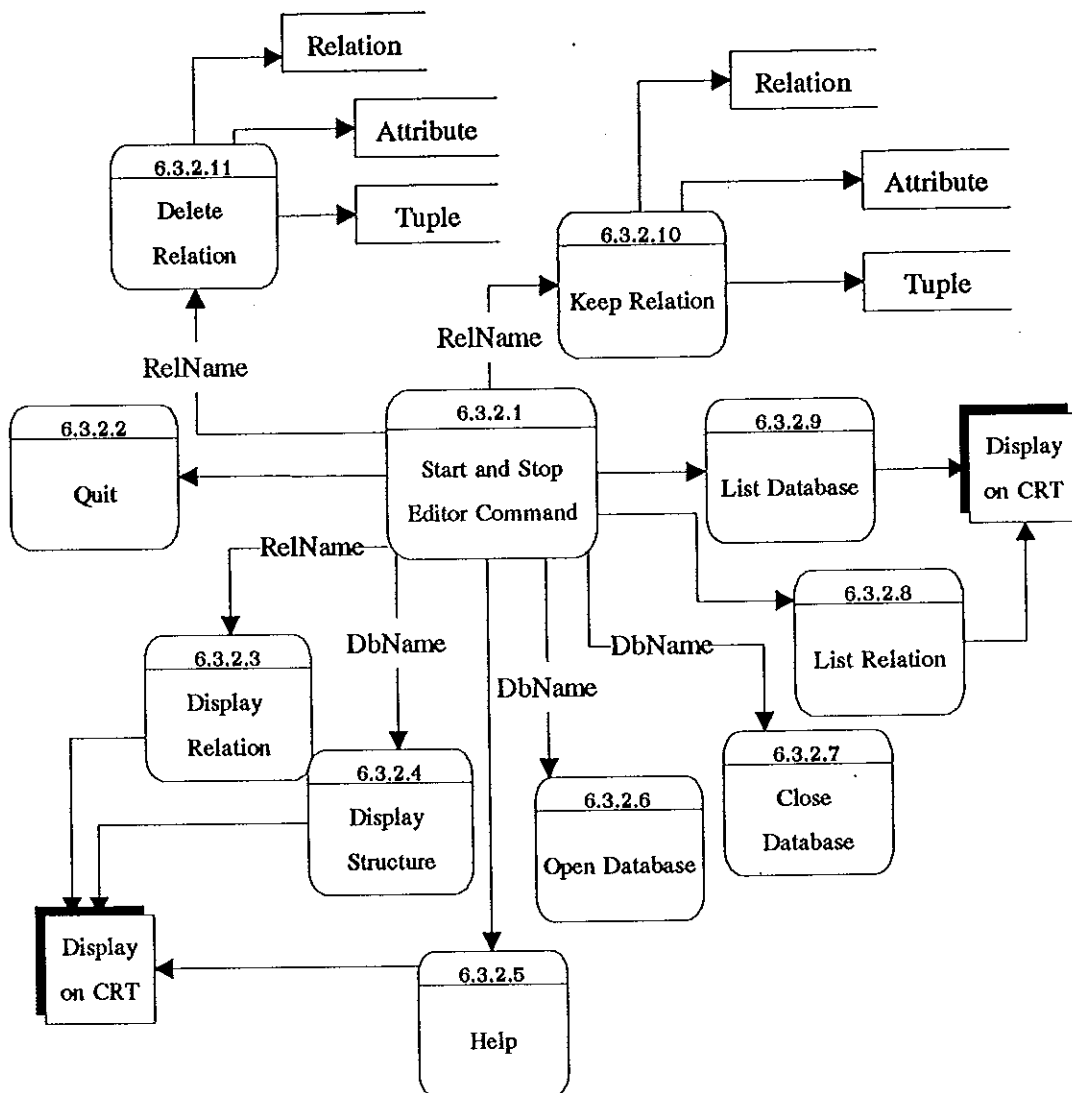 Relation
Relation
Attribute
6.3.2.11
Delete
Relation
Tuple
Attribute
6.3.2.10
Keep Relation
Tuple
RelName
RelName
6.3.2.2
Quit
6.3.2.1
Start and Stop
Editor Command
6.3.2.9
List Database
Display
on CRT
RelName
6.3.2.8
List Relation
6.3.2.3
Display
Relation
DbName
DbName
DbName
6.3.2.4
Display
Structure
6.3.2.6
Open Database
6.3.2.7
Close
Database
Display
on CRT
6.3.2.5
Help